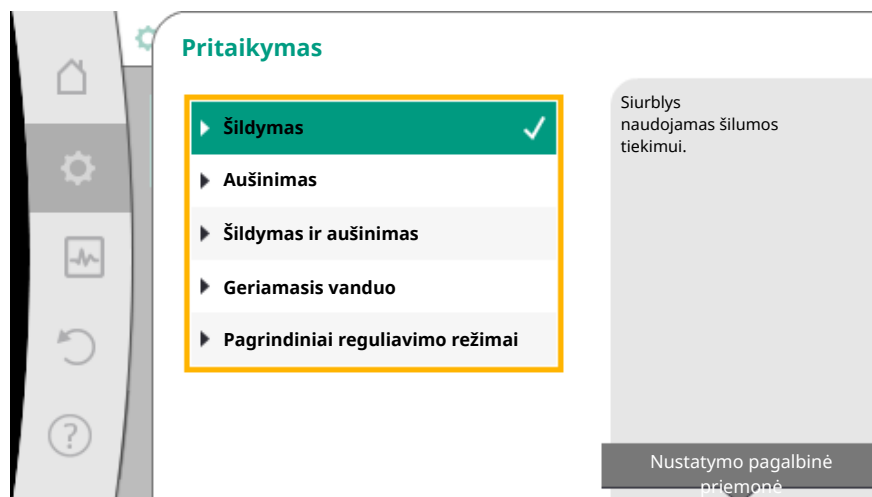 Pritaikymas
Šildymas
Aušinimas
Šildymas ir aušinimas
Geriamasis vanduo
Pagrindiniai reguliavimo režimai
Siurblys
naudojamas šilumos
tiekimui.
Nustatymo pagalbinė
priemonė
?